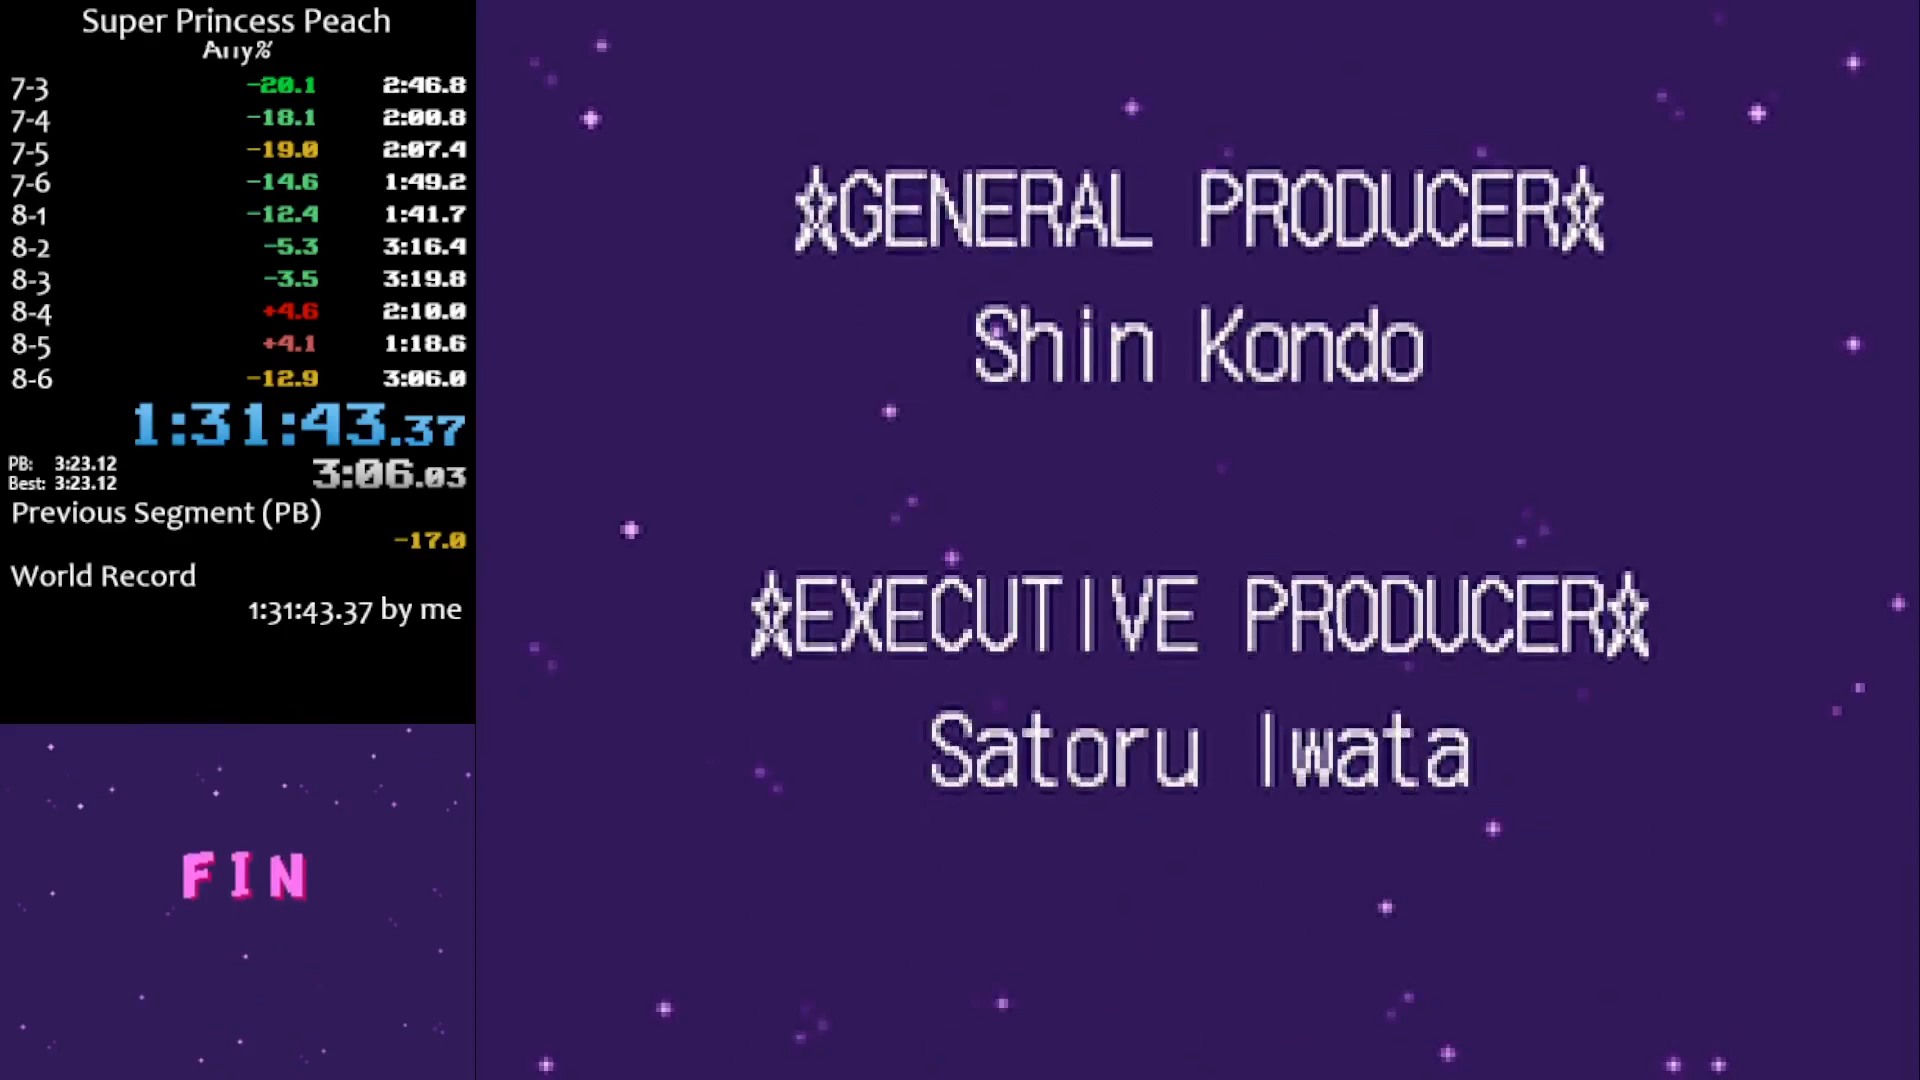 Super Princess Peach
Any%
7-3 -20.1 2:46.8
7-4 -18.1 2:00.8
7-5 -19.0 2:07.4
7-6 -14.6 1:49.2
8-1 -12.4 1:41.7
8-2 -5.3 3:16.4
8-3 -3.5 3:19.8
8-4 +4.6 2:10.0
8-5 +4.1 1:18.6
8-6 -12.9 3:06.0
1:31:43.37
PB: 3:23.12
Best: 3:23.12
3:06.03
Previous Segment (PB)
-17.0
World Record
1:31:43.37 by me
FIN
☆GENERAL PRODUCER☆
Shin Kondo
☆EXECUTIVE PRODUCER☆
Satoru Iwata